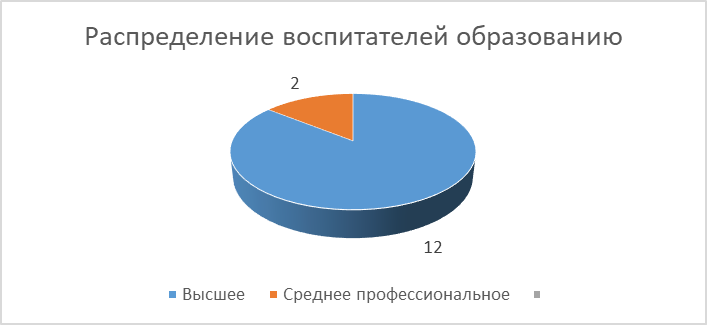 Распределение воспитателей образованию
2
12
Высшее Среднее профессиональное